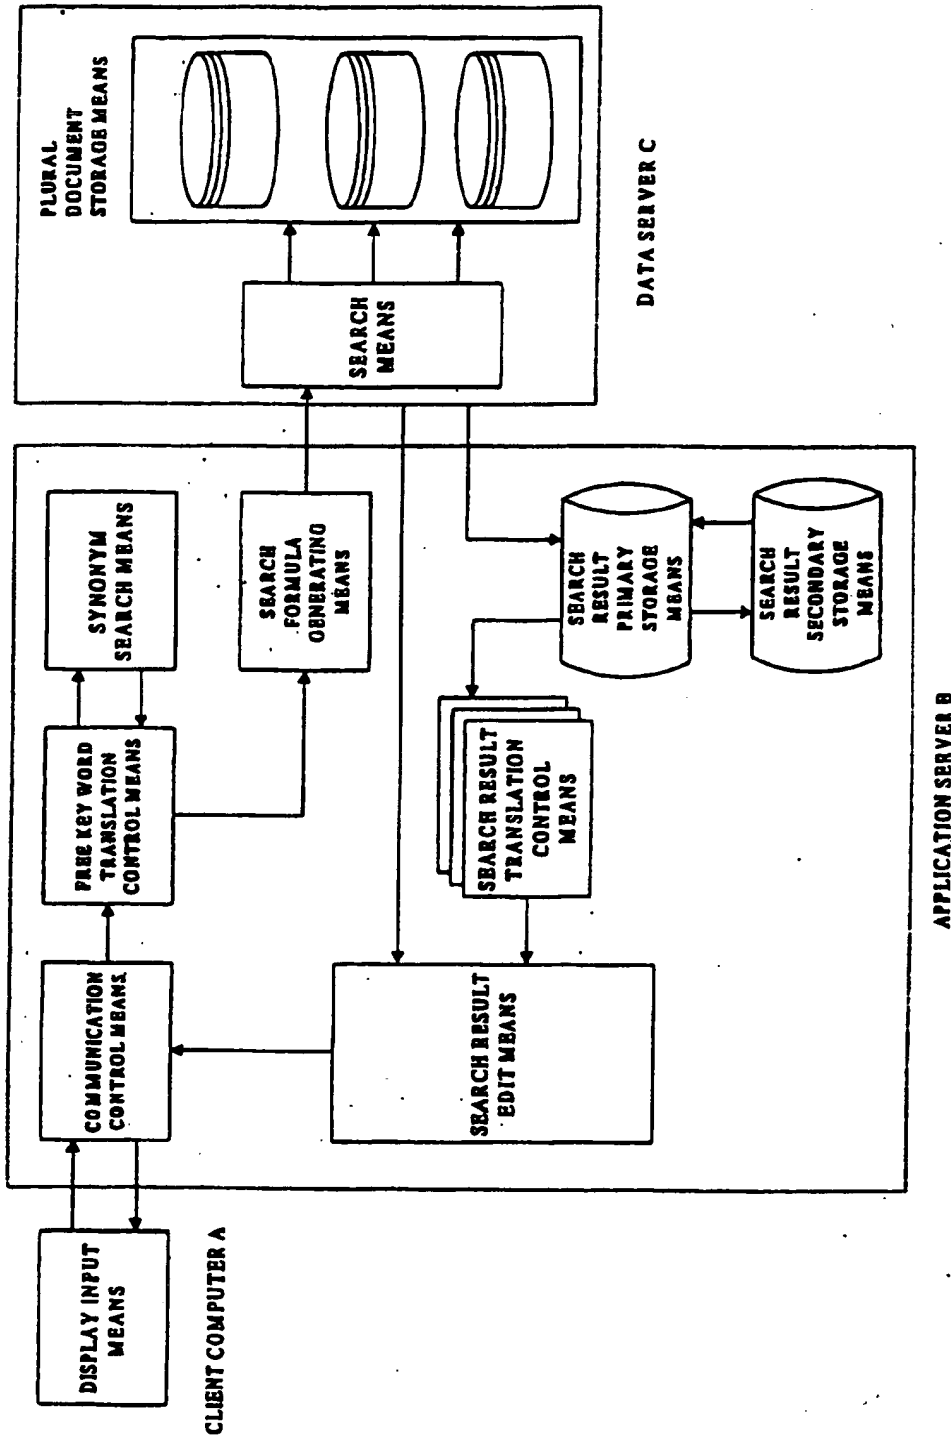 DISPLAY INPUT
MEANS
CLIENT COMPUTER A
COMMUNICATION
CONTROL MEANS
FREE KEY WORD
TRANSLATION
CONTROL MEANS
SYNONYM
SEARCH MEANS
SEARCH
FORMULA
GENERATING
MEANS
SEARCH RESULT
EDIT MEANS
SEARCH RESULT
TRANSLATION
CONTROL
MEANS
SEARCH
RESULT
PRIMARY
STORAGE
MEANS
SEARCH
RESULT
SECONDARY
STORAGE
MEANS
APPLICATION SERVER B
PLURAL
DOCUMENT
STORAGE MEANS
SEARCH
MEANS
DATA SERVER C